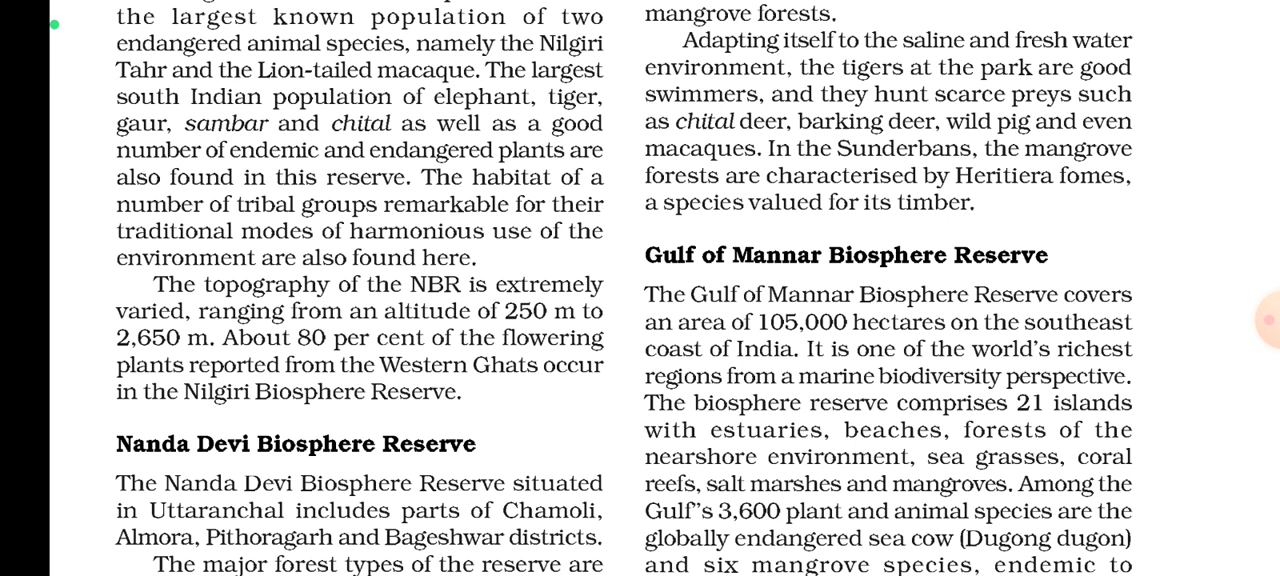 the largest known population of two
endangered animal species, namely the Nilgiri
Tahr and the Lion-tailed macaque. The largest
south Indian population of elephant, tiger,
gaur, sambar and chital as well as a good
number of endemic and endangered plants are
also found in this reserve. The habitat of a
number of tribal groups remarkable for their
traditional modes of harmonious use of the
environment are also found here.
The topography of the NBR is extremely
varied, ranging from an altitude of 250 m to
2,650 m. About 80 per cent of the flowering
plants reported from the Western Ghats occur
in the Nilgiri Biosphere Reserve.
Nanda Devi Biosphere Reserve
The Nanda Devi Biosphere Reserve situated
in Uttaranchal includes parts of Chamoli,
Almora, Pithoragarh and Bageshwar districts.
The major forest types of the reserve are
mangrove forests.
Adapting itself to the saline and fresh water
environment, the tigers at the park are good
swimmers, and they hunt scarce preys such
as chital deer, barking deer, wild pig and even
macaques. In the Sunderbans, the mangrove
forests are characterised by Heritiera fomes,
a species valued for its timber.
Gulf of Mannar Biosphere Reserve
The Gulf of Mannar Biosphere Reserve covers
an area of 105,000 hectares on the southeast
coast of India. It is one of the world's richest
regions from a marine biodiversity perspective.
The biosphere reserve comprises 21 islands
with estuaries, beaches, forests of the
nearshore environment, sea grasses, coral
reefs, salt marshes and mangroves. Among the
Gulf's 3,600 plant and animal species are the
globally endangered sea cow (Dugong dugon)
and six mangrove species, endemic to